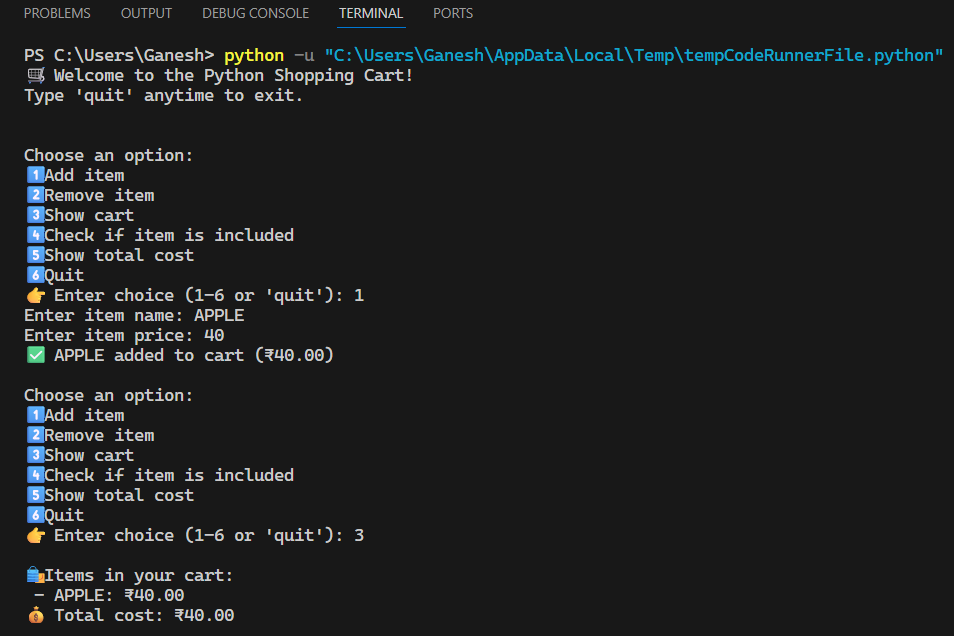 PROBLEMS OUTPUT DEBUG CONSOLE TERMINAL PORTS
PS C:\Users\Ganesh> python -u "C:\Users\Ganesh\AppData\Local\Temp\tempCodeRunnerFile.python"
🛒 Welcome to the Python Shopping Cart!
Type 'quit' anytime to exit.
Choose an option:
1️⃣Add item
2️⃣Remove item
3️⃣Show cart
4️⃣Check if item is included
5️⃣Show total cost
6️⃣Quit
👉 Enter choice (1-6 or 'quit'): 1
Enter item name: APPLE
Enter item price: 40
✅ APPLE added to cart (₹40.00)
Choose an option:
1️⃣Add item
2️⃣Remove item
3️⃣Show cart
4️⃣Check if item is included
5️⃣Show total cost
6️⃣Quit
👉 Enter choice (1-6 or 'quit'): 3
🛍️Items in your cart:
- APPLE: ₹40.00
💰 Total cost: ₹40.00